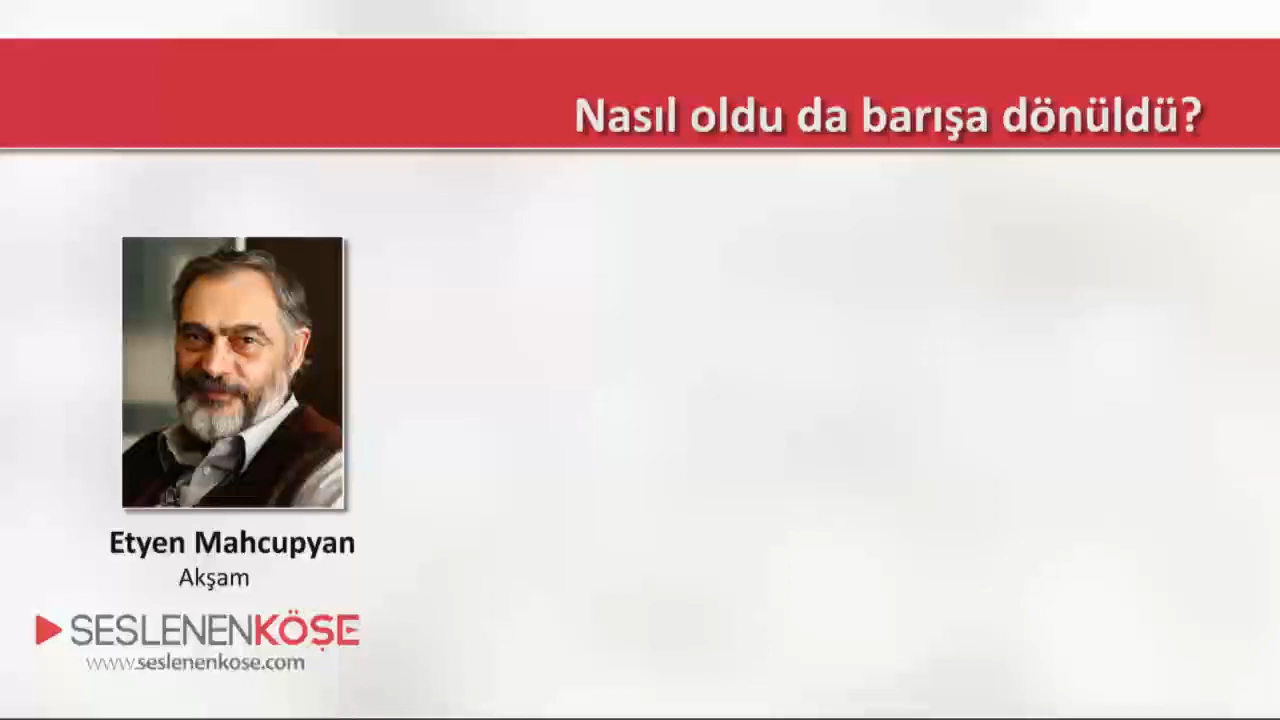 Nasıl oldu da barışa dönüldü?
Etyen Mahcupyan
Akşam
SESLENENKÖŞE
www.seslenenkose.com